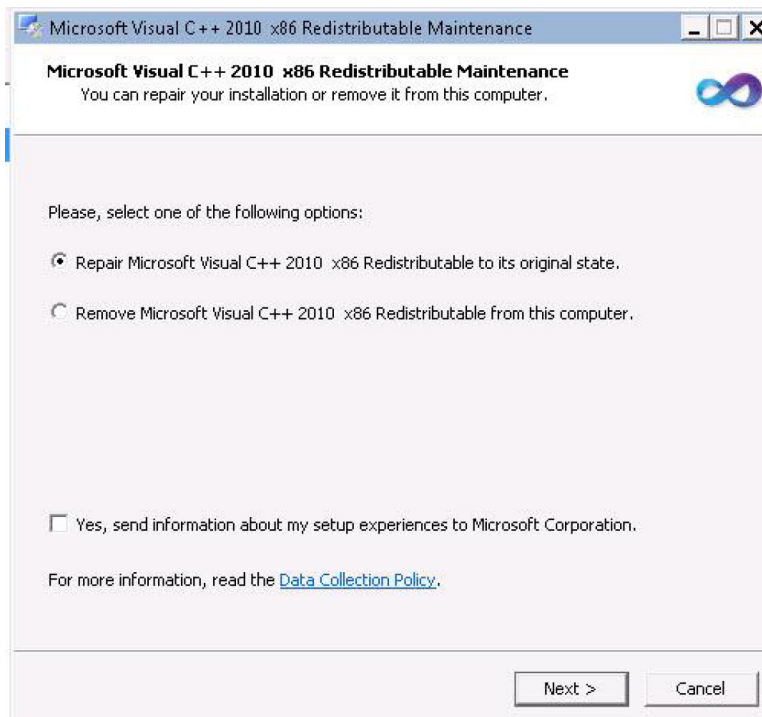 Microsoft Visual C++ 2010 x86 Redistributable Maintenance
Microsoft Visual C++ 2010 x86 Redistributable Maintenance
You can repair your installation or remove it from this computer.
Please, select one of the following options:
Repair Microsoft Visual C++ 2010 x86 Redistributable to its original state.
Remove Microsoft Visual C++ 2010 x86 Redistributable from this computer.
Yes, send information about my setup experiences to Microsoft Corporation.
For more information, read the Data Collection Policy.
Next > Cancel